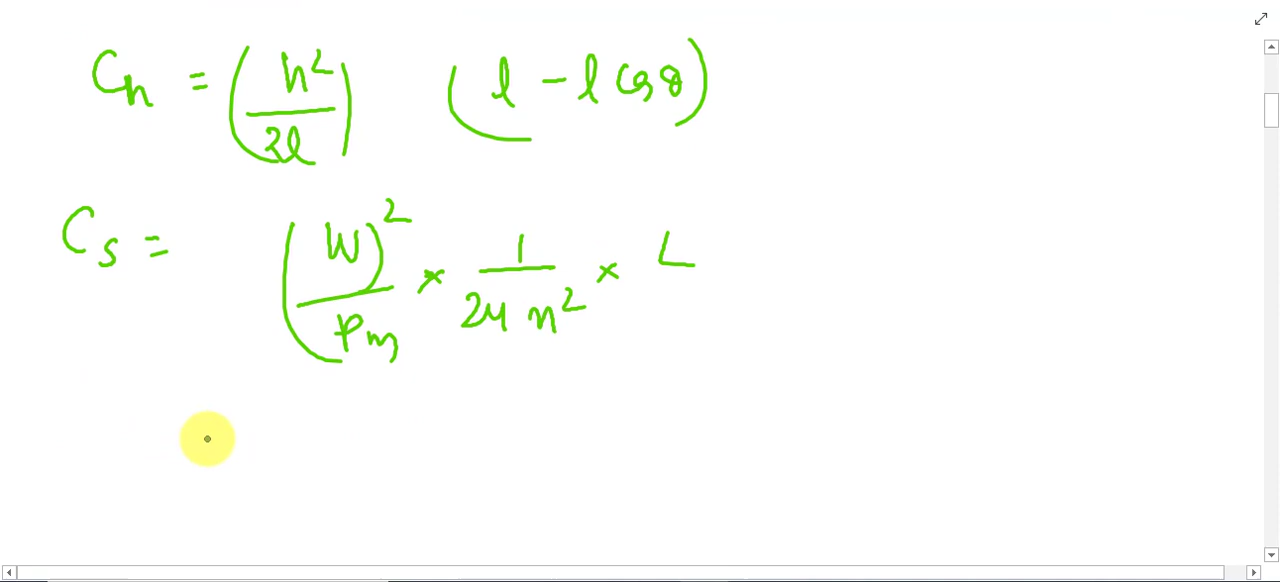 Ch = (h²/2l) (l - l cos θ)
Cs = (W/Pm)² × 1/24 n² × L